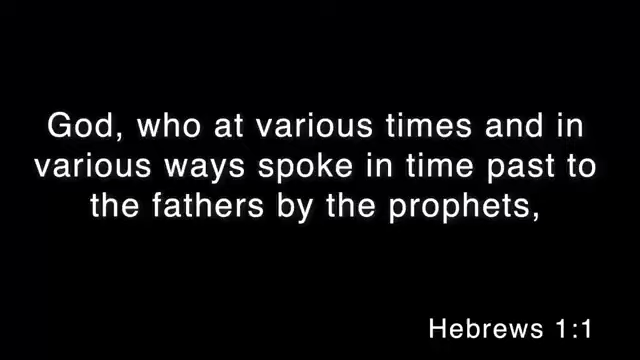 God, who at various times and in
various ways spoke in time past to
the fathers by the prophets,
Hebrews 1:1